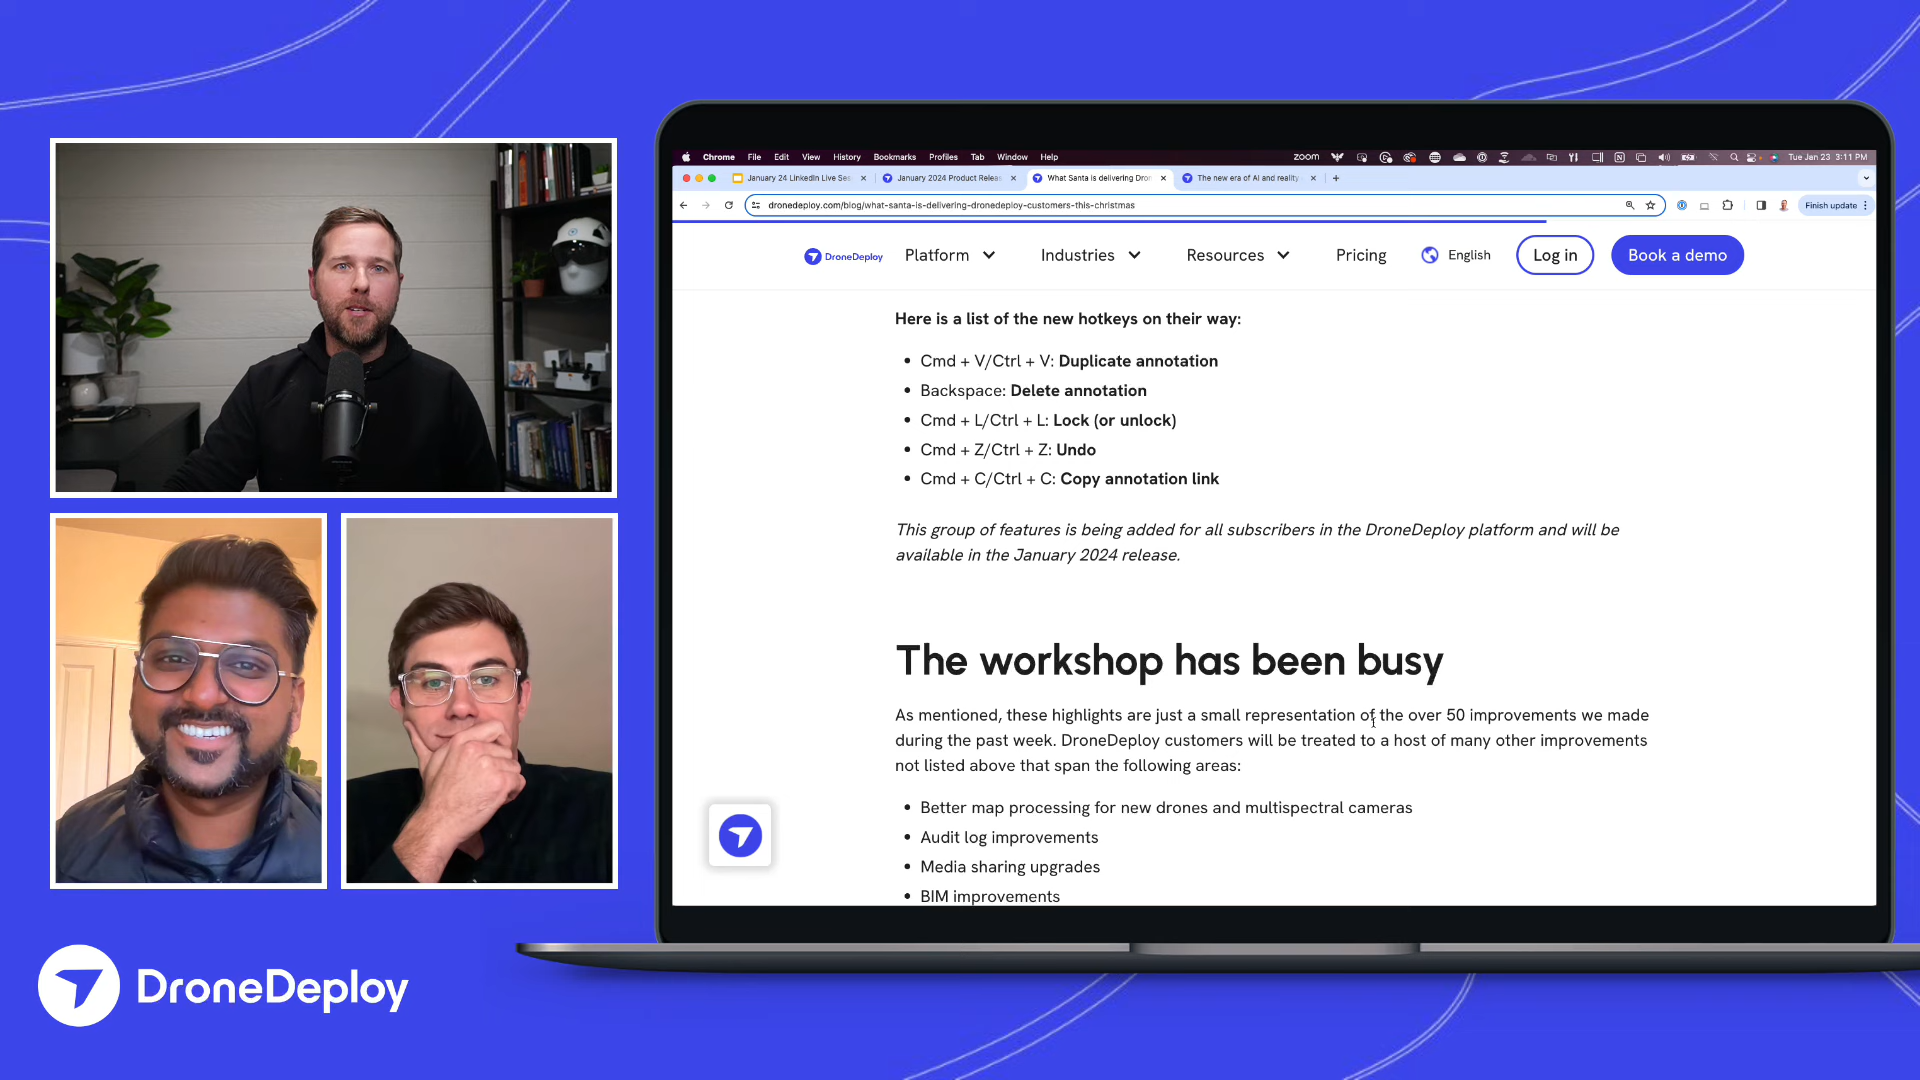 Chrome File Edit View History Bookmarks Profiles Tab Window Help
zoom
Tue Jan 23 3:11 PM
January 24 LinkedIn Live Ses
January 2024 Product Releas
What Santa is delivering Dron
The new era of AI and reality
dronedeploy.com/blog/what-santa-is-delivering-dronedeploy-customers-this-christmas
Finish update
DroneDeploy
Platform
Industries
Resources
Pricing
English
Log in
Book a demo
Here is a list of the new hotkeys on their way:
• Cmd + V/Ctrl + V: Duplicate annotation
• Backspace: Delete annotation
• Cmd + L/Ctrl + L: Lock (or unlock)
• Cmd + Z/Ctrl + Z: Undo
• Cmd + C/Ctrl + C: Copy annotation link
This group of features is being added for all subscribers in the DroneDeploy platform and will be
available in the January 2024 release.
The workshop has been busy
As mentioned, these highlights are just a small representation of the over 50 improvements we made
during the past week. DroneDeploy customers will be treated to a host of many other improvements
not listed above that span the following areas:
• Better map processing for new drones and multispectral cameras
• Audit log improvements
• Media sharing upgrades
• BIM improvements
DroneDeploy